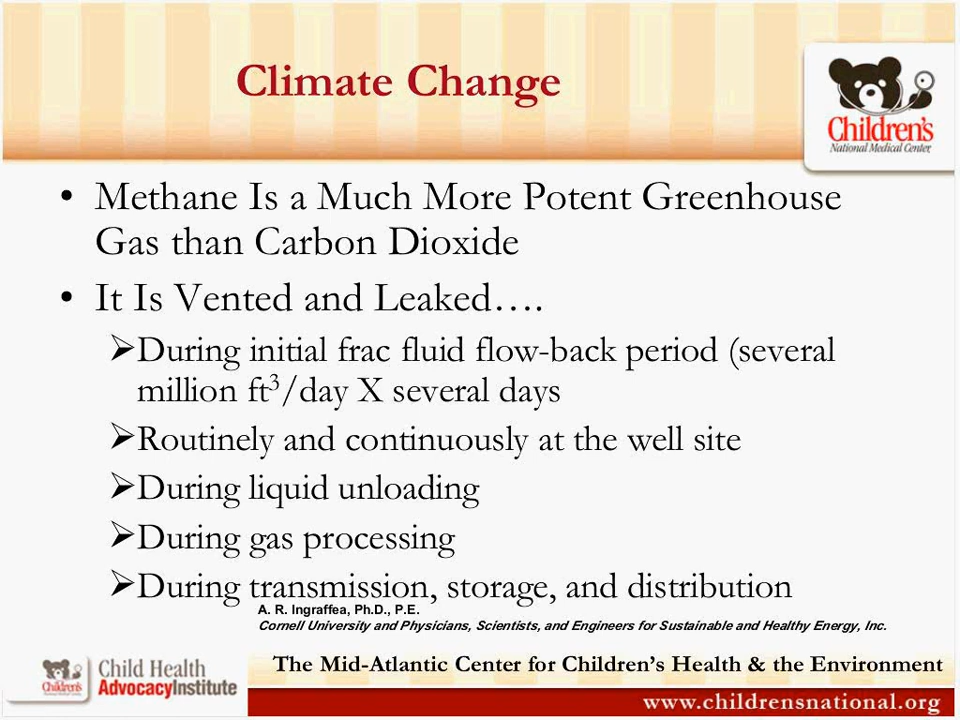 Climate Change
Children's
National Medical Center
• Methane Is a Much More Potent Greenhouse
Gas than Carbon Dioxide
• It Is Vented and Leaked….
➢During initial frac fluid flow-back period (several
million ft³/day X several days
➢Routinely and continuously at the well site
➢During liquid unloading
➢During gas processing
➢During transmission, storage, and distribution
A. R. Ingraffea, Ph.D., P.E.
Cornell University and Physicians, Scientists, and Engineers for Sustainable and Healthy Energy, Inc.
Children's
Child Health
AdvocacyInstitute
The Mid-Atlantic Center for Children's Health & the Environment
www.childrensnational.org